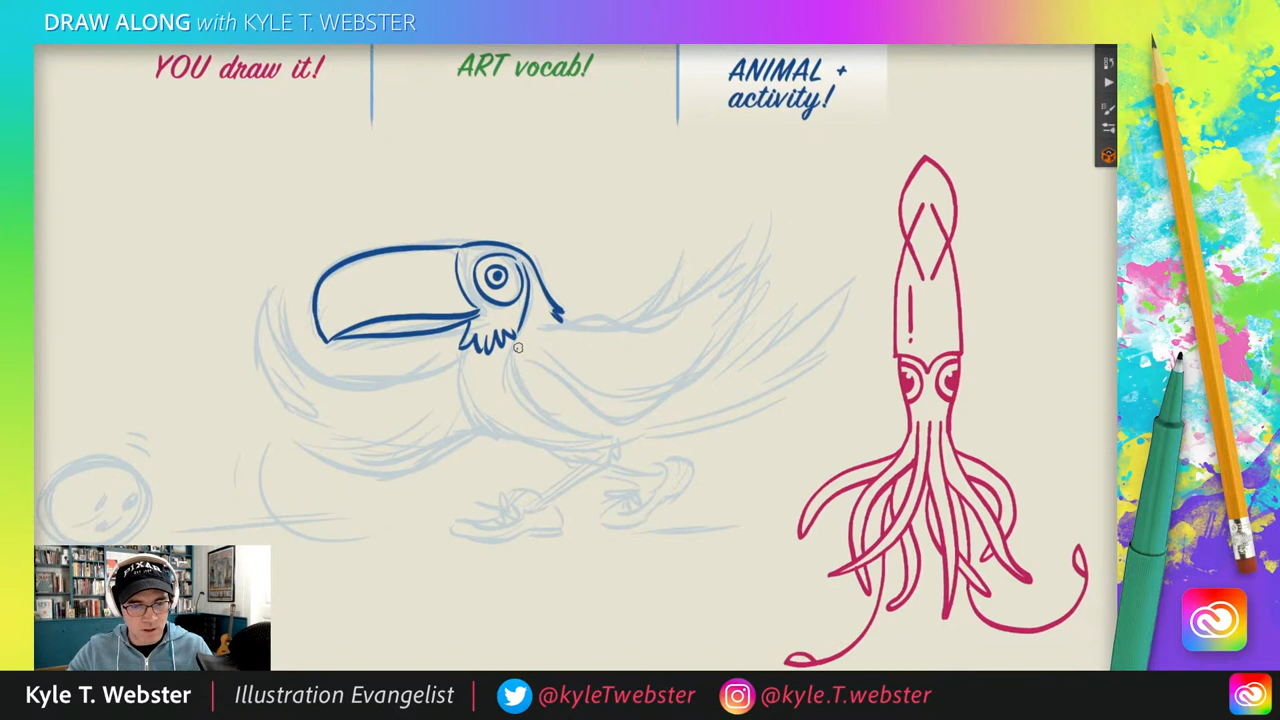 DRAW ALONG with KYLE T. WEBSTER
YOU draw it!
ART vocab!
ANIMAL +
activity!
PIXAR
Kyle T. Webster | Illustration Evangelist @kyleTwebster @kyle.T.webster